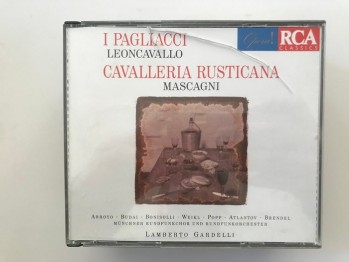 I PAGLIACCI
LEONCAVALLO
CAVALLERIA RUSTICANA
MASCAGNI
RCA
CLASSICS
ARROYO · BUDAI · BONISOLLI · WEIKL · POPP · ATLANTOV · BRENDEL
MÜNCHNER RUNDFUNKCHOR UND RUNDFUNKORCHESTER
LAMBERTO GARDELLI